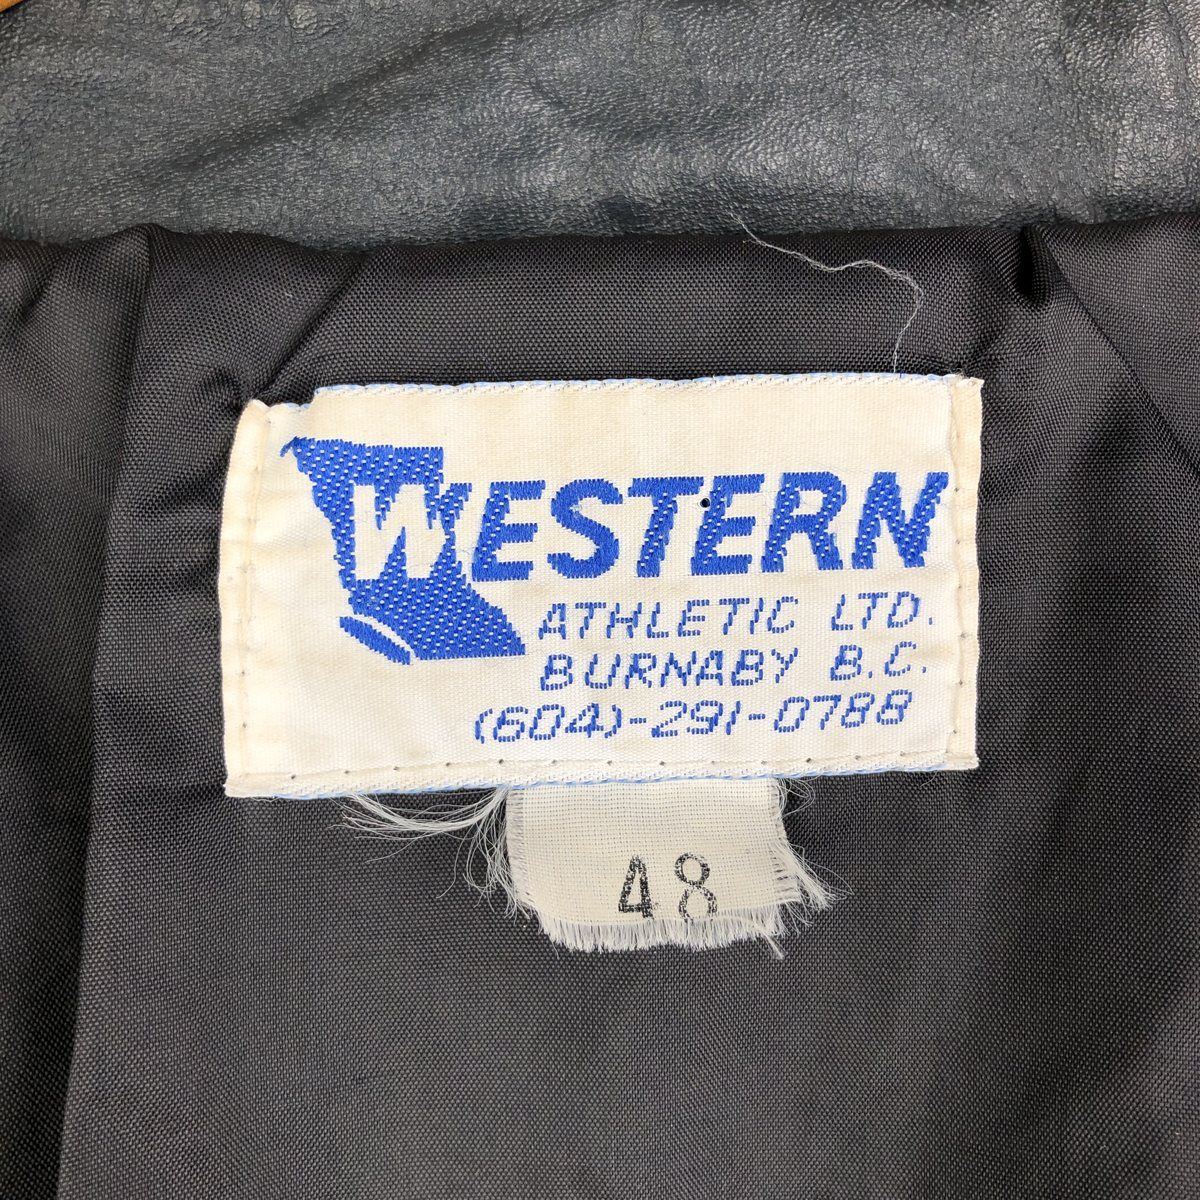 WESTERN
ATHLETIC LTD.
BURNABY B.C.
(604)-291-0788
48